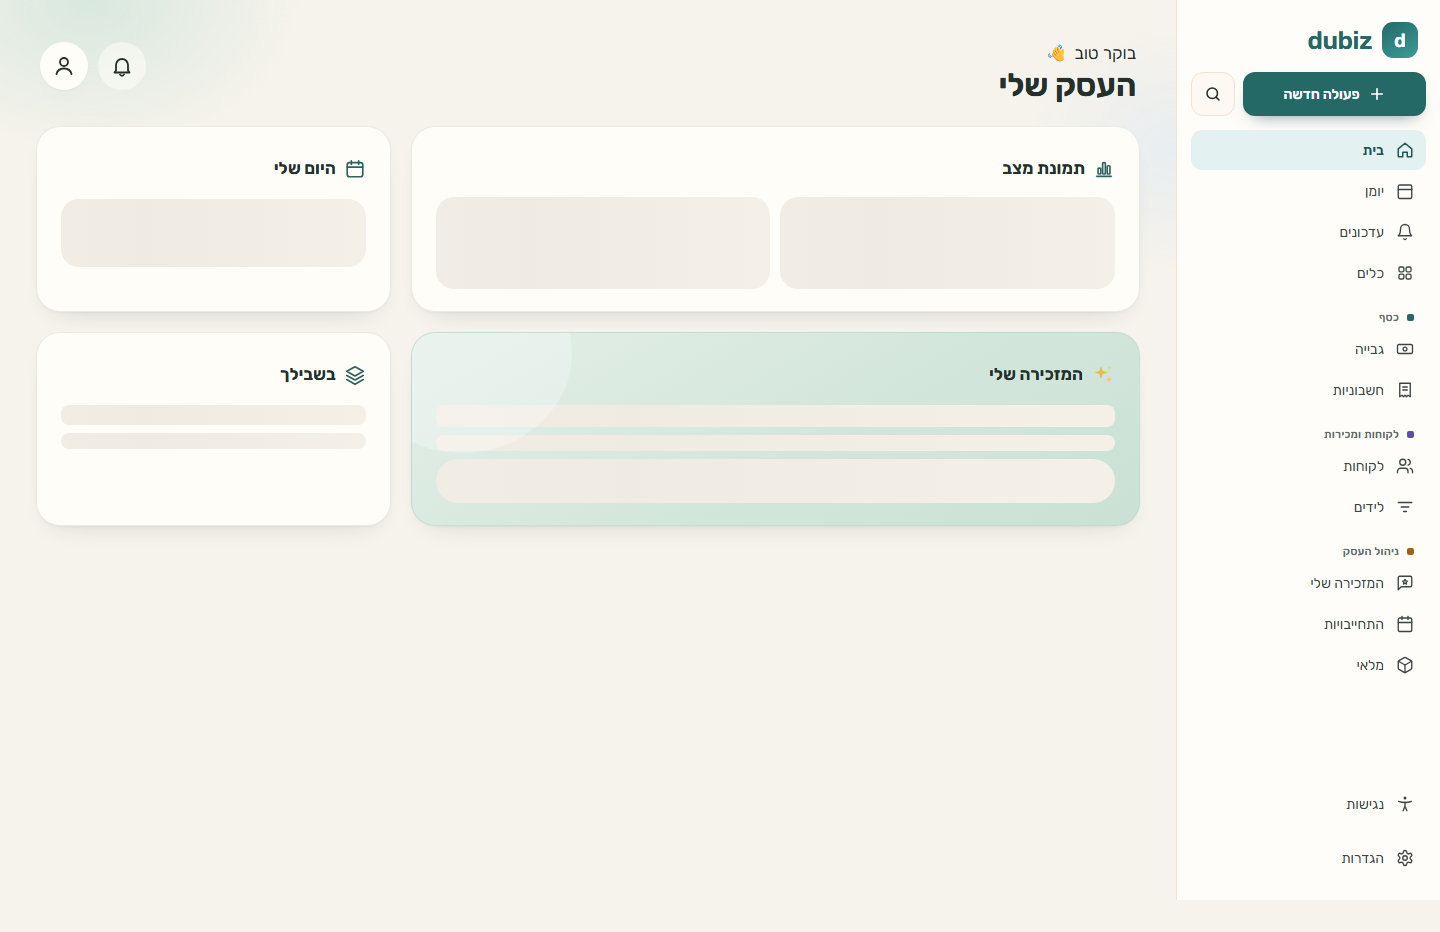 d dubiz
פעולה חדשה
בית
יומן
עדכונים
כלים
כסף
גבייה
חשבוניות
לקוחות ומכירות
לקוחות
לידים
ניהול העסק
המזכירה שלי
התחייבויות
מלאי
נגישות
הגדרות
בוקר טוב 👋
העסק שלי
תמונת מצב
היום שלי
המזכירה שלי
בשבילך